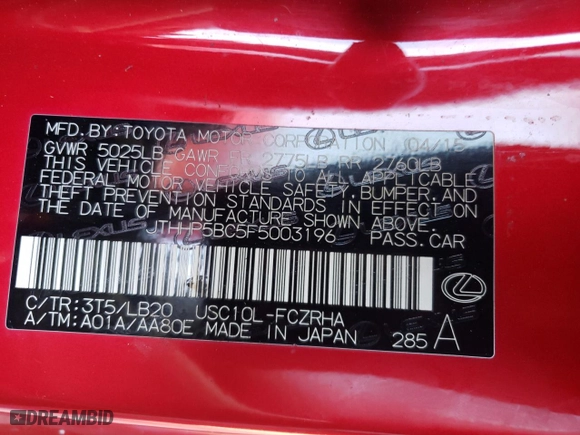 MFD. BY: TOYOTA MOTOR CORPORATION 04/15
GVWR 5025LB GAWR FR 2775LB RR 2760LB
THIS VEHICLE CONFORMS TO ALL APPLICABLE
FEDERAL MOTOR VEHICLE SAFETY, BUMPER, AND
THEFT PREVENTION STANDARDS IN EFFECT ON
THE DATE OF MANUFACTURE SHOWN ABOVE.
JTHHP5BC5F5003196 PASS. CAR
C/TR: 3T5/LB20 USC10L-FCZRHA
A/TM: A01A/AA80E MADE IN JAPAN 285 A
LEXUS
DREAMBID